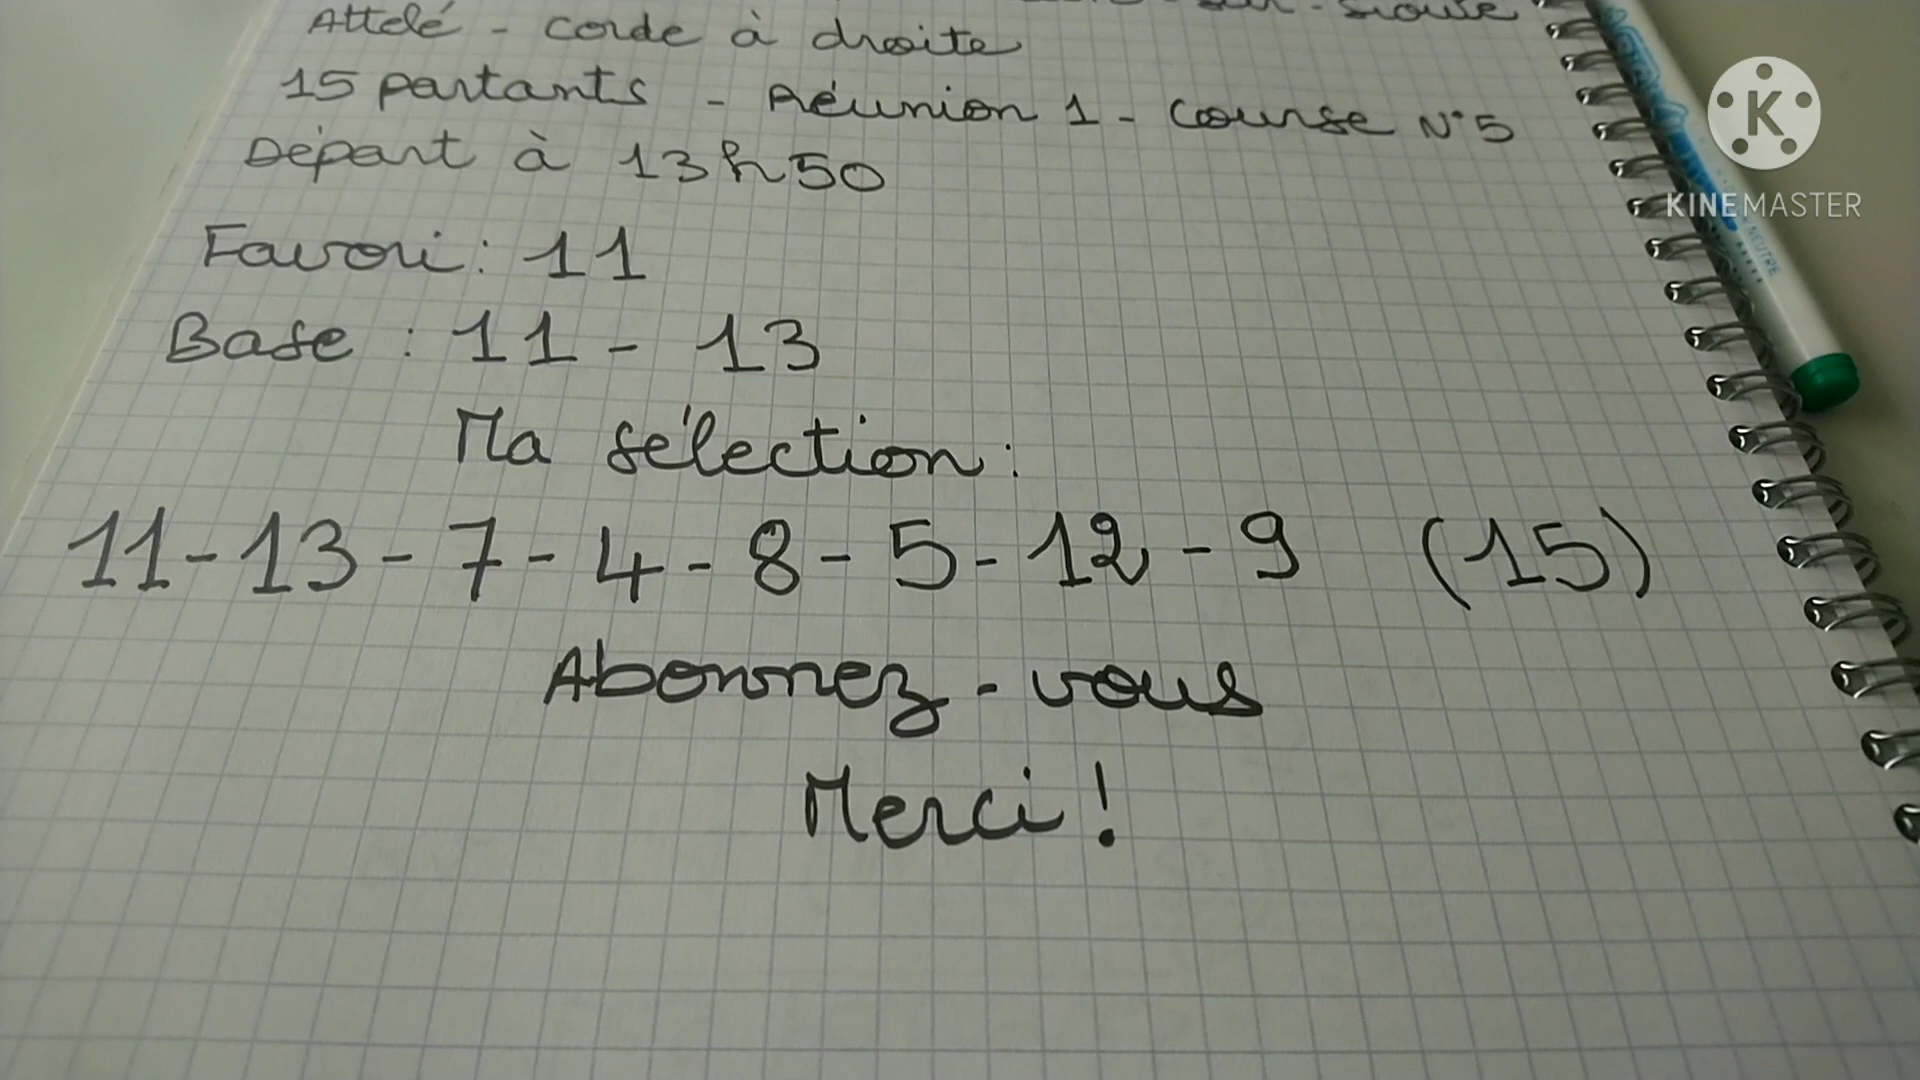 Attelé - corde à droite
15 partants - Réunion 1 - Course N°5
Départ à 13h50
Favori : 11
Base : 11 - 13
Ma sélection :
11 - 13 - 7 - 4 - 8 - 5 - 12 - 9 (15)
Abonnez-vous
Merci !
KINEMASTER
NEUTRE